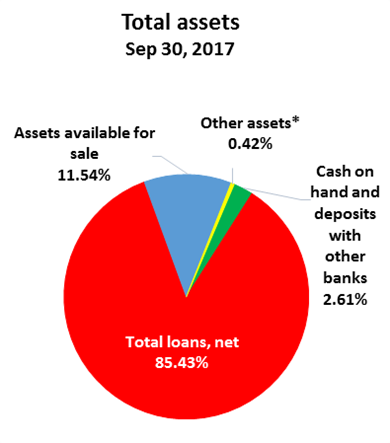 Total assets
Sep 30, 2017
Assets available for
sale
11.54%
Other assets*
0.42%
Cash on
hand and
deposits
with
other
banks
2.61%
Total loans, net
85.43%